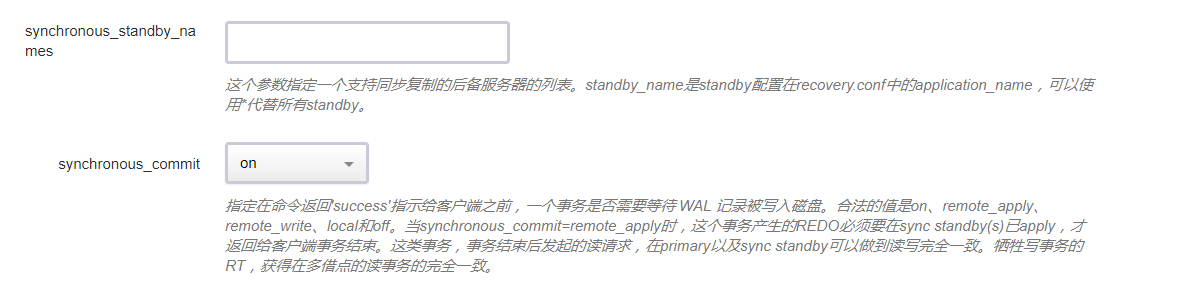 synchronous_standby_na
mes
这个参数指定一个支持同步复制的后备服务器的列表。standby_name是standby配置在recovery.conf中的application_name，可以使
用*代替所有standby。
synchronous_commit
on
指定在命令返回'success'指示给客户端之前，一个事务是否需要等待 WAL 记录被写入磁盘。合法的值是on、remote_apply、
remote_write、local和off。当synchronous_commit=remote_apply时，这个事务产生的REDO必须要在sync standby(s)已apply，才
返回给客户端事务结束。这类事务，事务结束后发起的读请求，在primary以及sync standby可以做到读写完全一致。牺牲写事务的
RT，获得在多借点的读事务的完全一致。